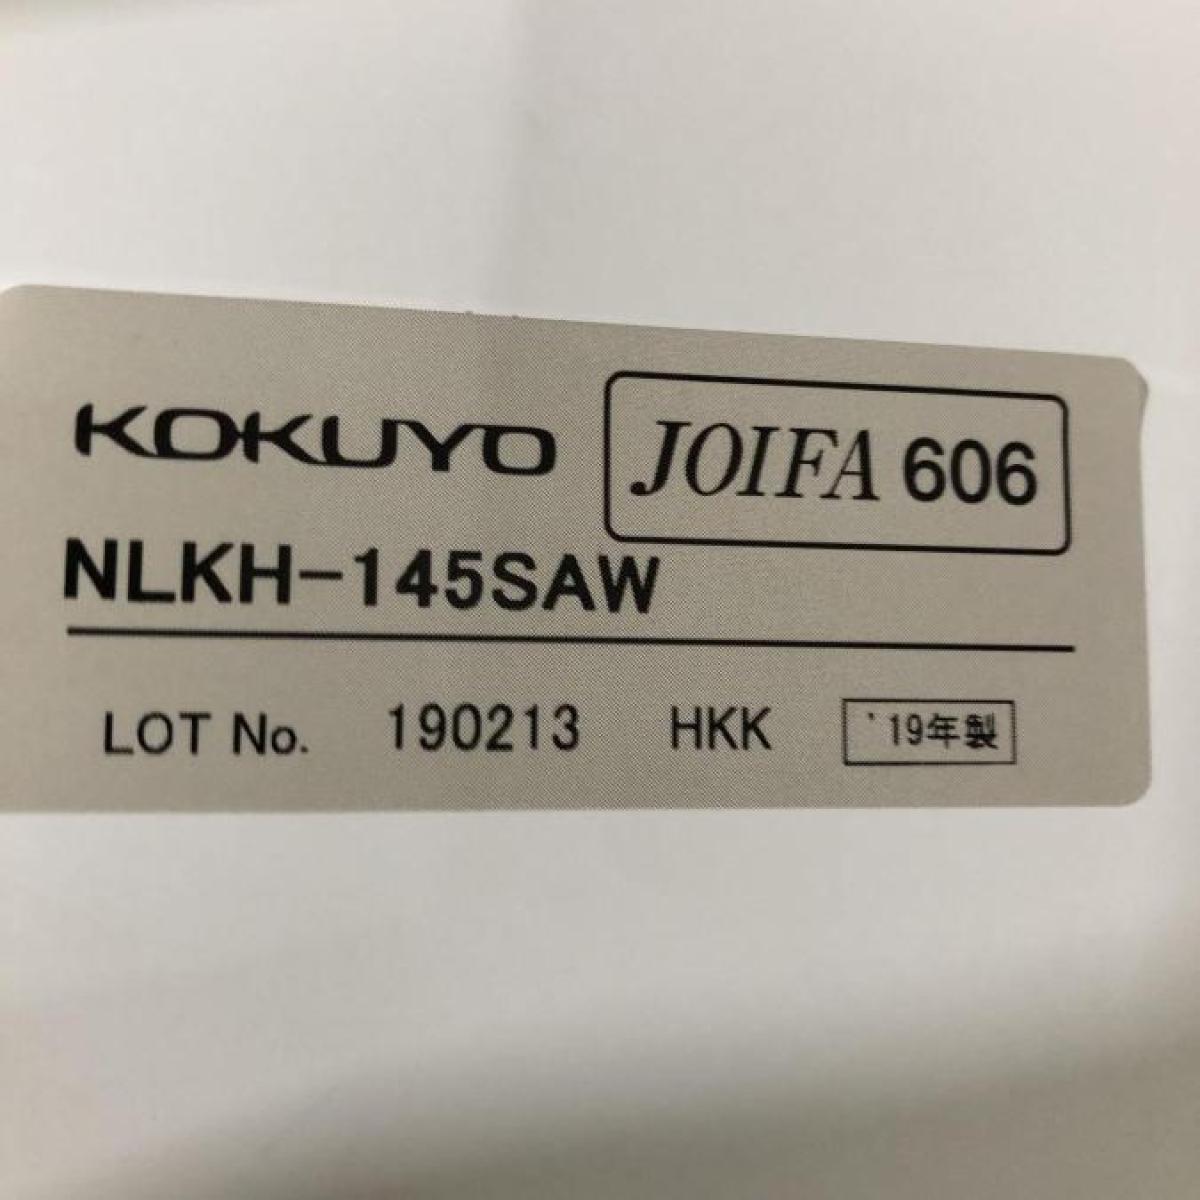 KOKUYO JOIFA 606
NLKH-145SAW
LOT No. 190213 HKK '19年製